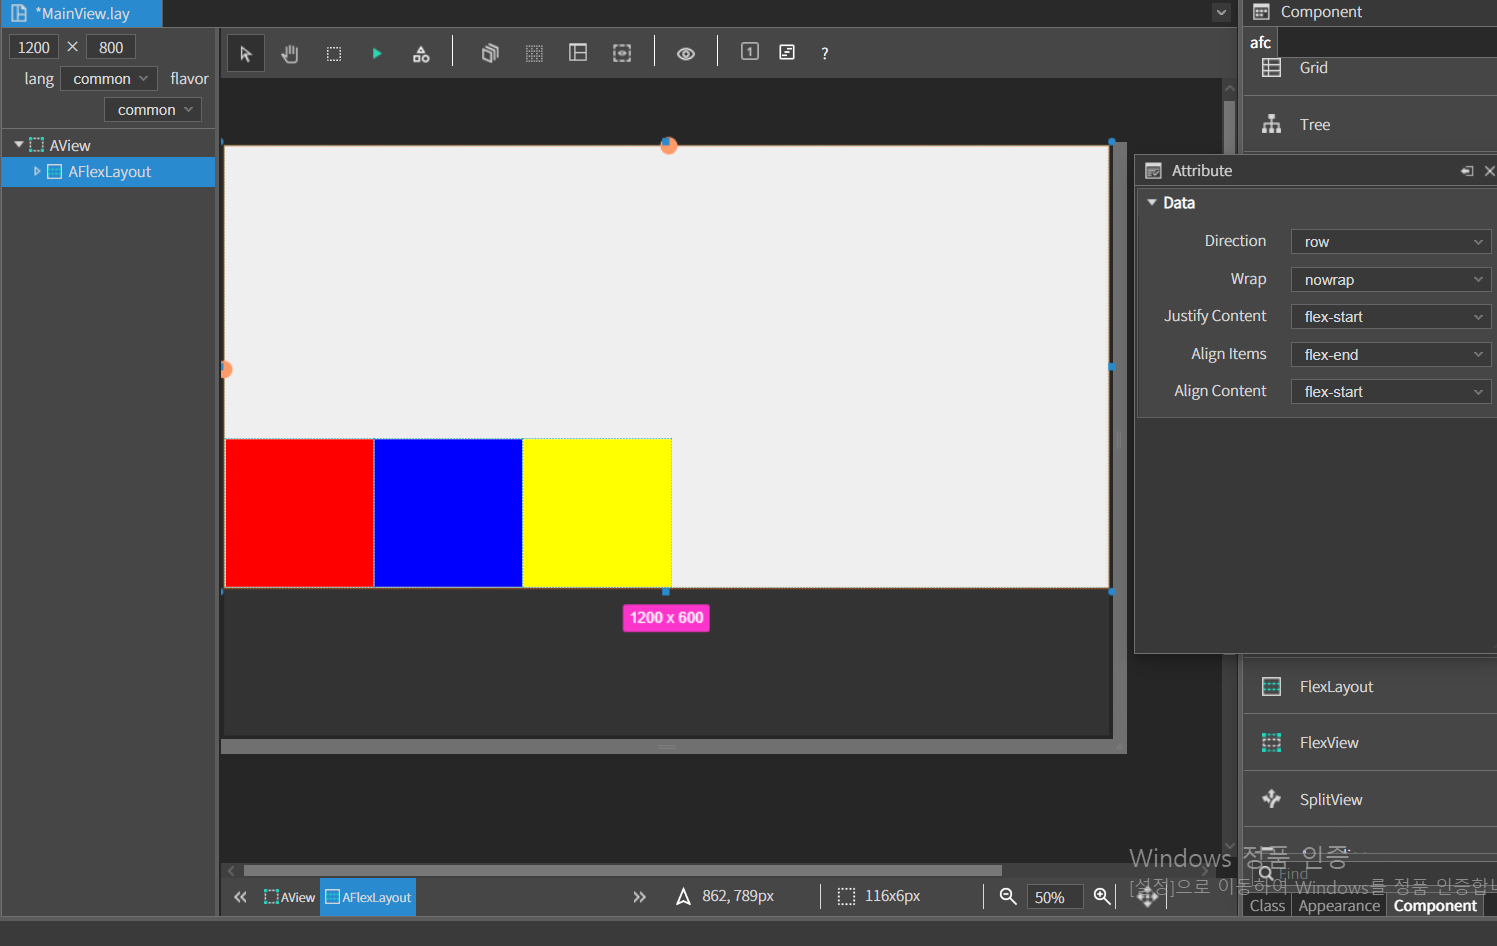 *MainView.lay
Component
1200 × 800
afc
lang common flavor
common
Grid
Tree
AView
AFlexLayout
Attribute
Data
Direction row
Wrap nowrap
Justify Content flex-start
Align Items flex-end
Align Content flex-start
1
?
1200 x 600
FlexLayout
FlexView
SplitView
Windows 정품 인증
[설정]으로 이동하여 Windows를 정품 인증합니
Find
AView AFlexLayout
862, 789px
116x6px
50%
Class Appearance Component